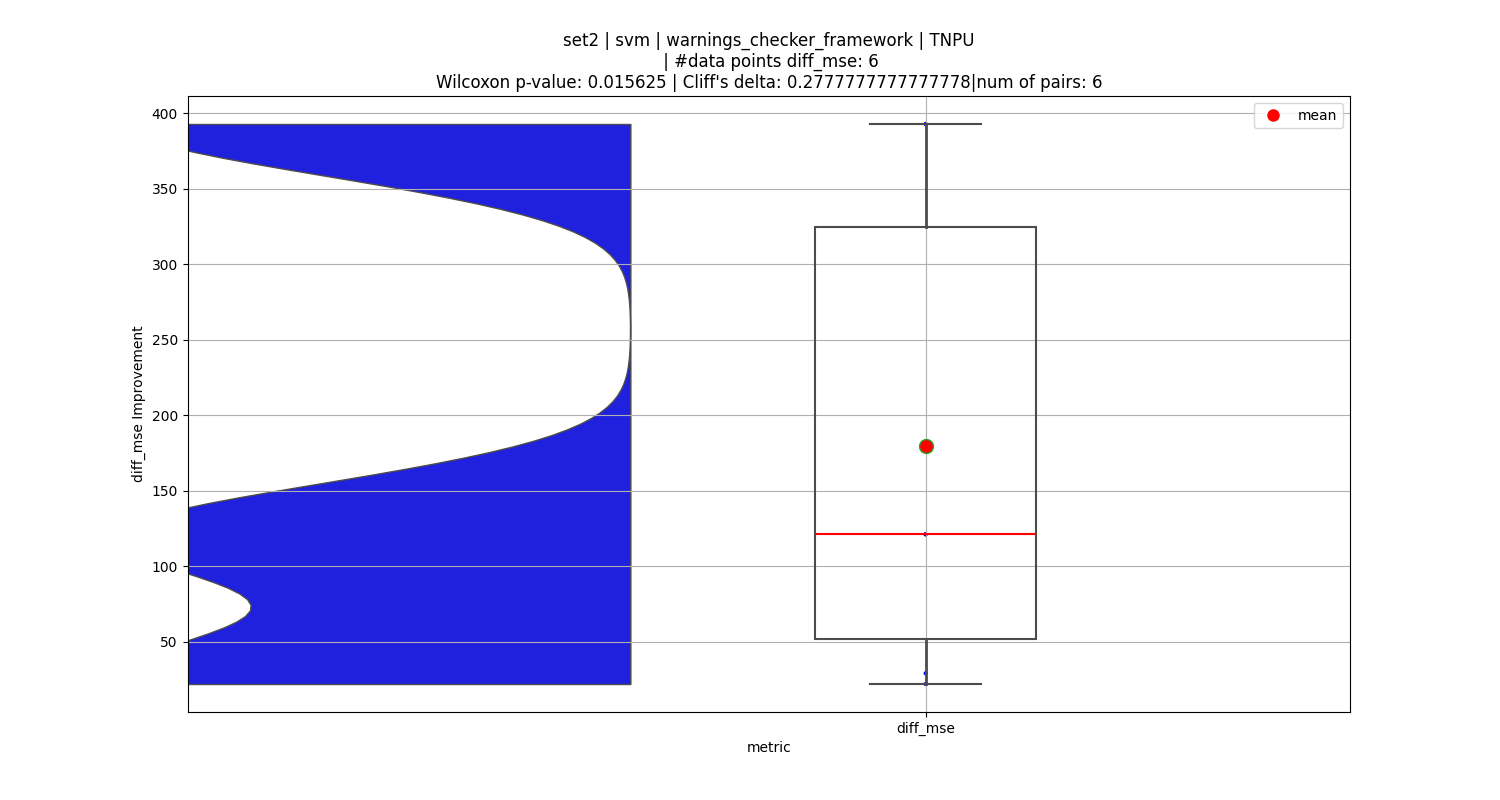 set2 | svm | warnings_checker_framework | TNPU
| #data points diff_mse: 6
Wilcoxon p-value: 0.015625 | Cliff's delta: 0.2777777777777778|num of pairs: 6
mean
400
350
300
250
200
150
100
50
diff_mse Improvement
diff_mse
metric